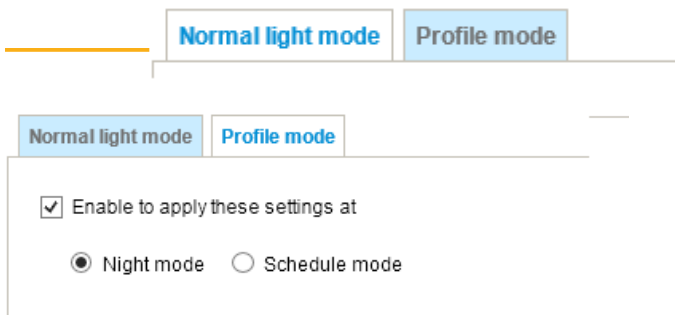 Normal light mode Profile mode
Normal light mode Profile mode
Enable to apply these settings at
Night mode Schedule mode